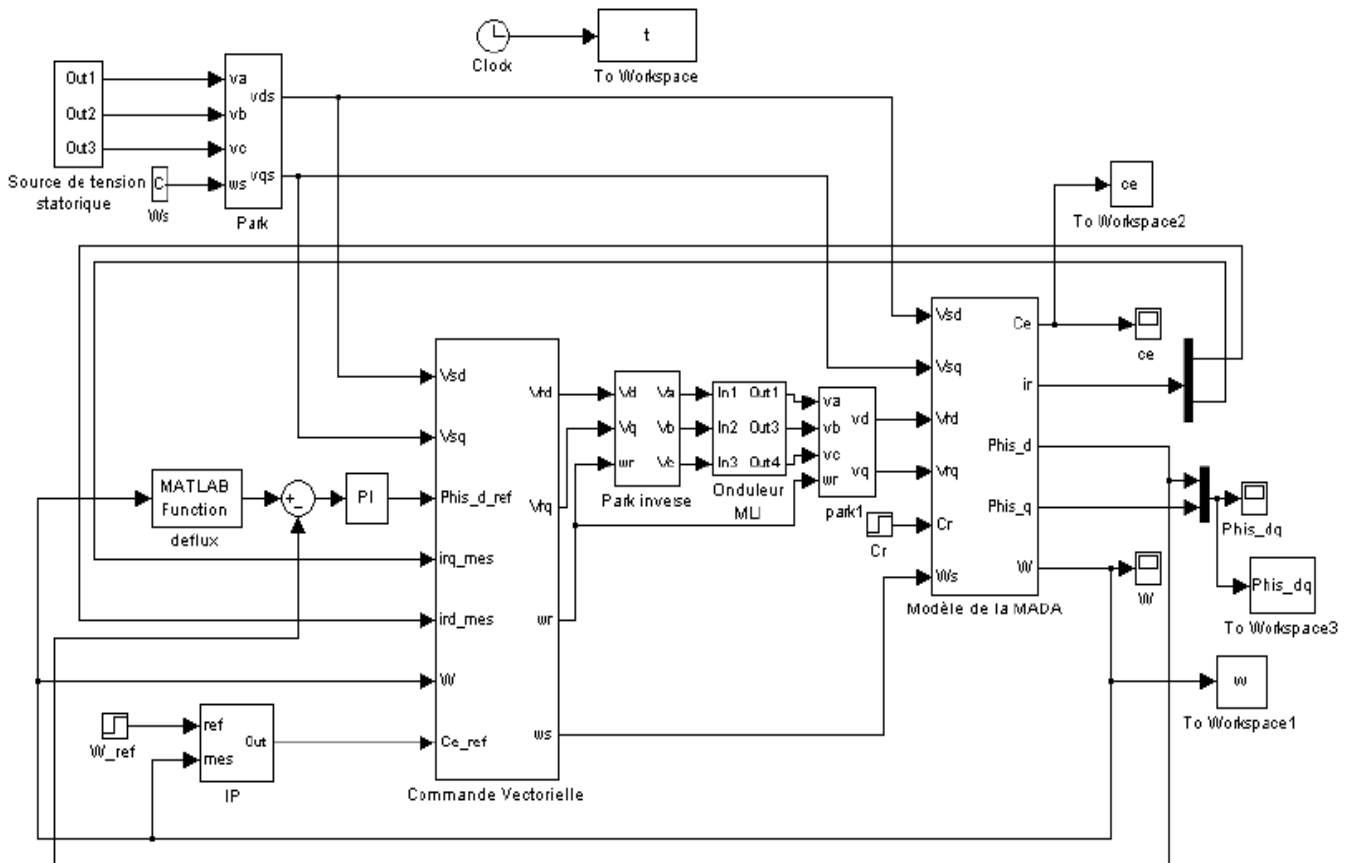 t
Clock
To Workspace
Out1
Out2
Out3
Source de tension
statorique
C
Ws
va
vb
vc
ws
vds
vqs
Park
ce
To Workspace2
Vsd
Vsq
Phis_d_ref
irq_mes
ird_mes
W
Ce_ref
Vrd
Vrq
wr
ws
Commande Vectorielle
MATLAB
Function
deflux
+
−
PI
W_ref
ref
mes
Out
IP
Vd
Vq
wr
Va
Vb
Vc
Park inverse
In1
In2
In3
Out1
Out3
Out4
Onduleur
MLI
va
vb
vc
wr
vd
vq
park1
Cr
Vsd
Vsq
Vrd
Vrq
Cr
Ws
Ce
ir
Phis_d
Phis_q
W
Modèle de la MADA
ce
Phis_dq
W
Phis_dq
To Workspace3
w
To Workspace1